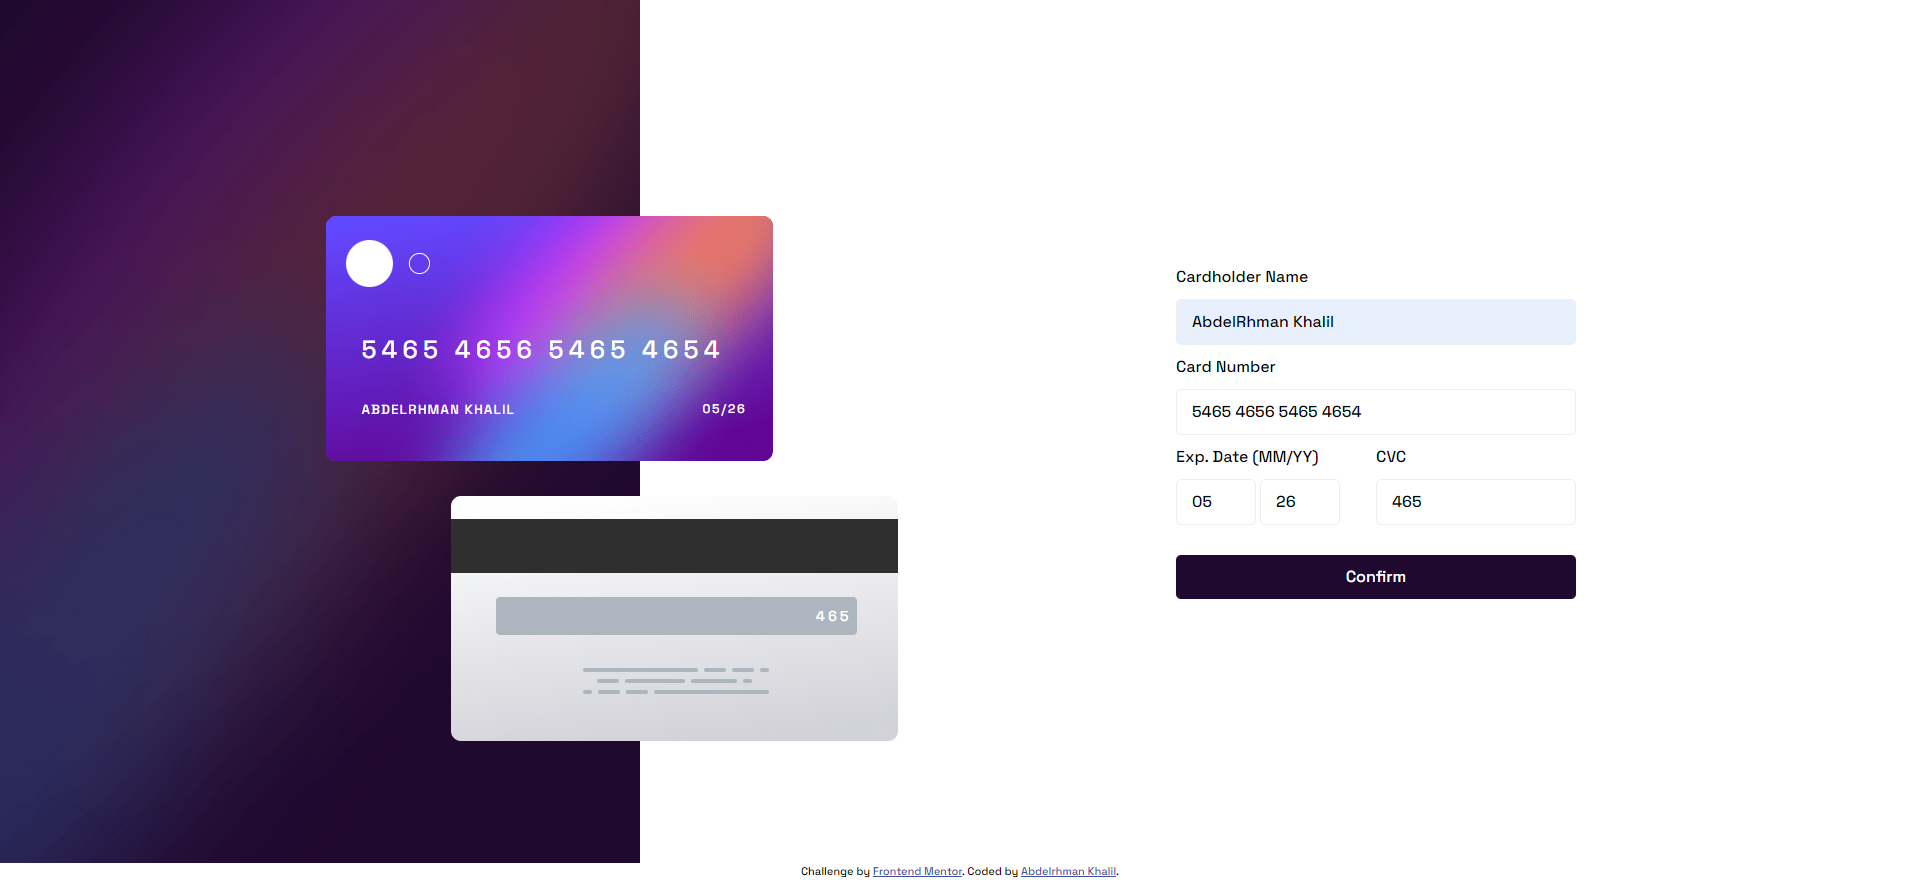 5465 4656 5465 4654
ABDELRHMAN KHALIL 05/26
465
Cardholder Name
AbdelRhman Khalil
Card Number
5465 4656 5465 4654
Exp. Date (MM/YY) CVC
05 26 465
Confirm
Challenge by Frontend Mentor. Coded by Abdelrhman Khalil.